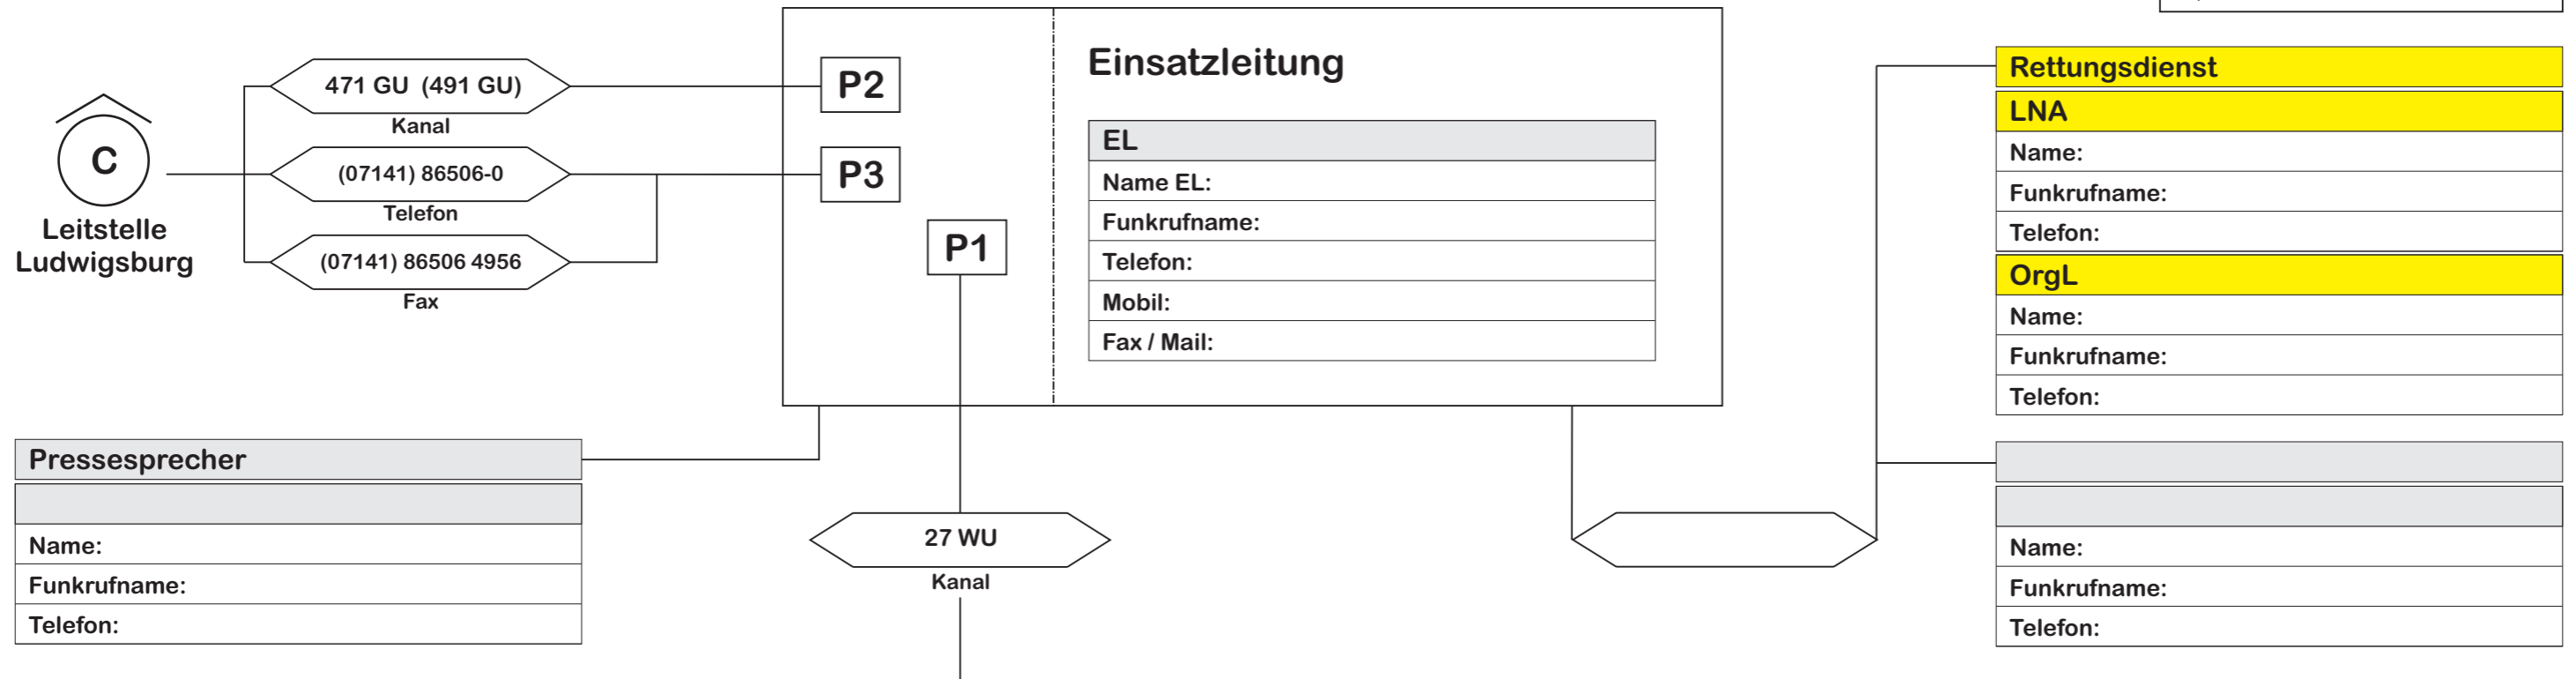 471 GU (491 GU)
Kanal
C
(07141) 86506-0
Telefon
Leitstelle
Ludwigsburg
(07141) 86506 4956
Fax
P2
P3
P1
Einsatzleitung
EL
Name EL:
Funkrufname:
Telefon:
Mobil:
Fax / Mail:
Rettungsdienst
LNA
Name:
Funkrufname:
Telefon:
OrgL
Name:
Funkrufname:
Telefon:
Pressesprecher
Name:
Funkrufname:
Telefon:
27 WU
Kanal
Name:
Funkrufname:
Telefon: